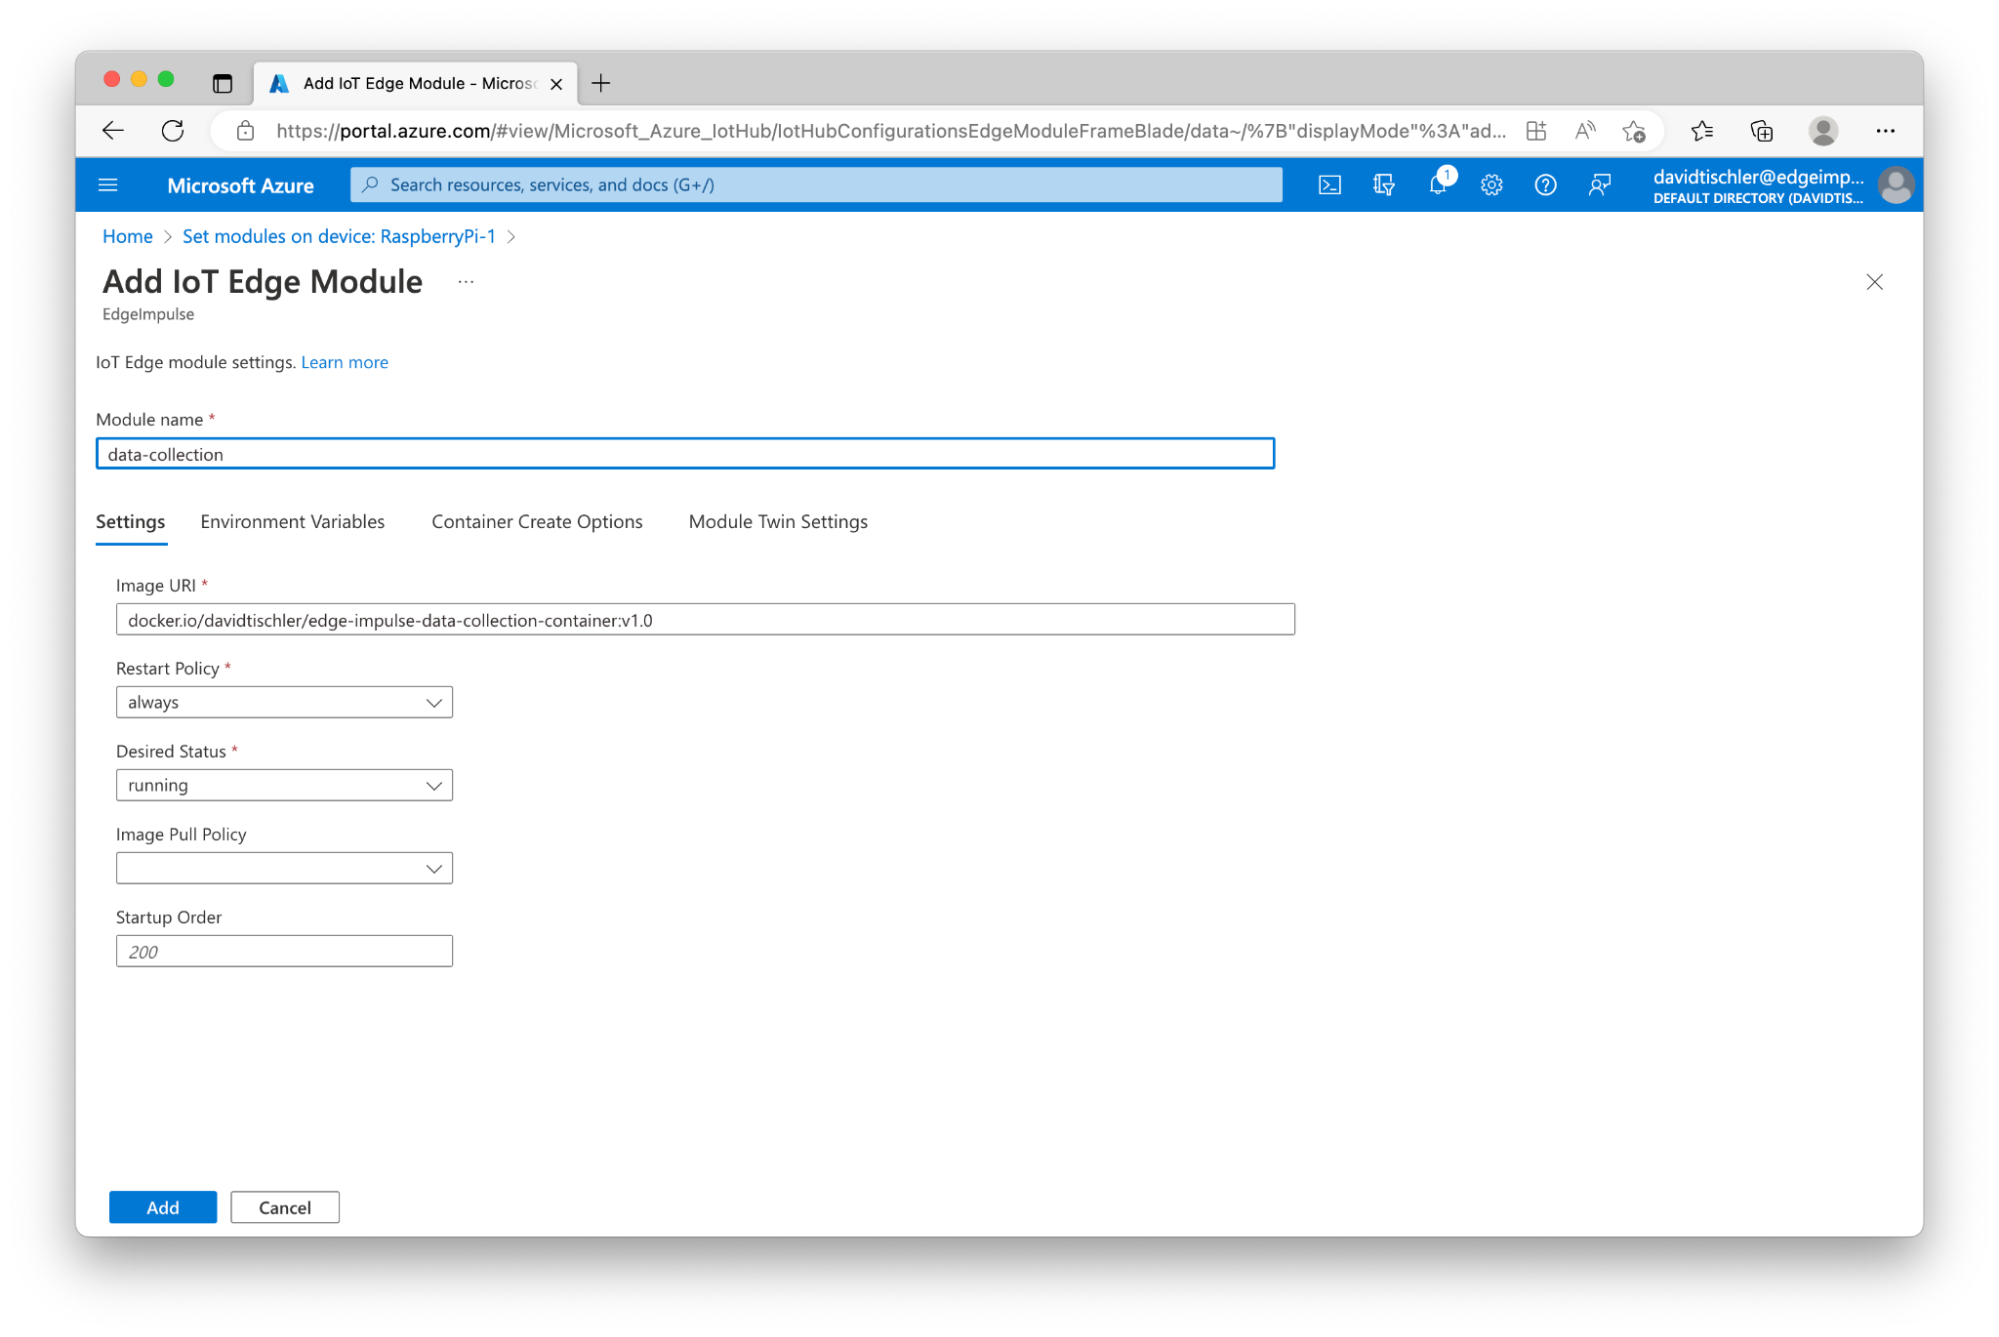 Add IoT Edge Module - Micros
https://portal.azure.com/#view/Microsoft_Azure_IotHub/IotHubConfigurationsEdgeModuleFrameBlade/data~/%7B"displayMode"%3A"ad...
Microsoft Azure
Search resources, services, and docs (G+/)
1
davidtischler@edgeimp...
DEFAULT DIRECTORY (DAVIDTIS...
Home > Set modules on device: RaspberryPi-1 >
Add IoT Edge Module ...
EdgeImpulse
IoT Edge module settings. Learn more
Module name *
data-collection
Settings Environment Variables Container Create Options Module Twin Settings
Image URI *
docker.io/davidtischler/edge-impulse-data-collection-container:v1.0
Restart Policy *
always
Desired Status *
running
Image Pull Policy
Startup Order
200
Add Cancel